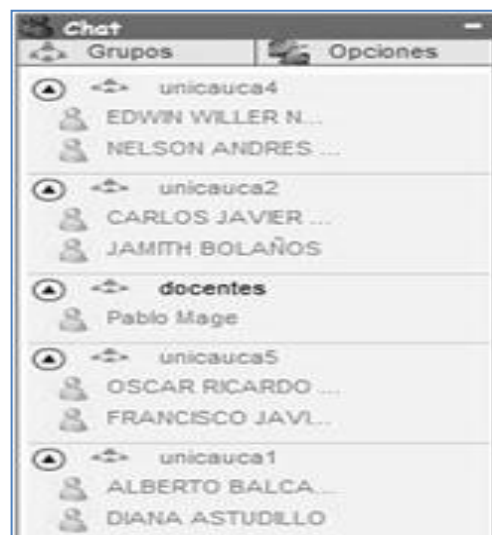 Chat
Grupos Opciones
unicauca4
EDWIN WILLER N...
NELSON ANDRES ...
unicauca2
CARLOS JAVIER ...
JAMITH BOLAÑOS
docentes
Pablo Mage
unicauca5
OSCAR RICARDO ...
FRANCISCO JAVI...
unicauca1
ALBERTO BALCA...
DIANA ASTUDILLO